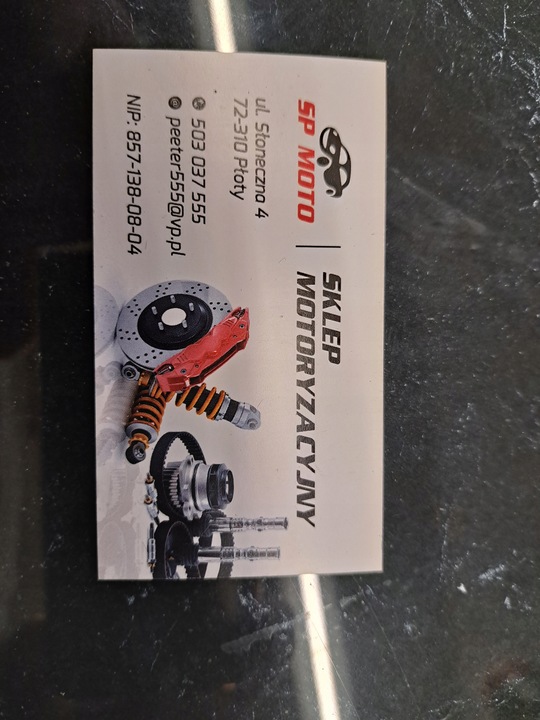 SP MOTO
SKLEP
MOTORYZACYJNY
ul. Słoneczna 4
72-310 Płoty
503 037 555
peeter555@vp.pl
NIP: 857-138-08-04